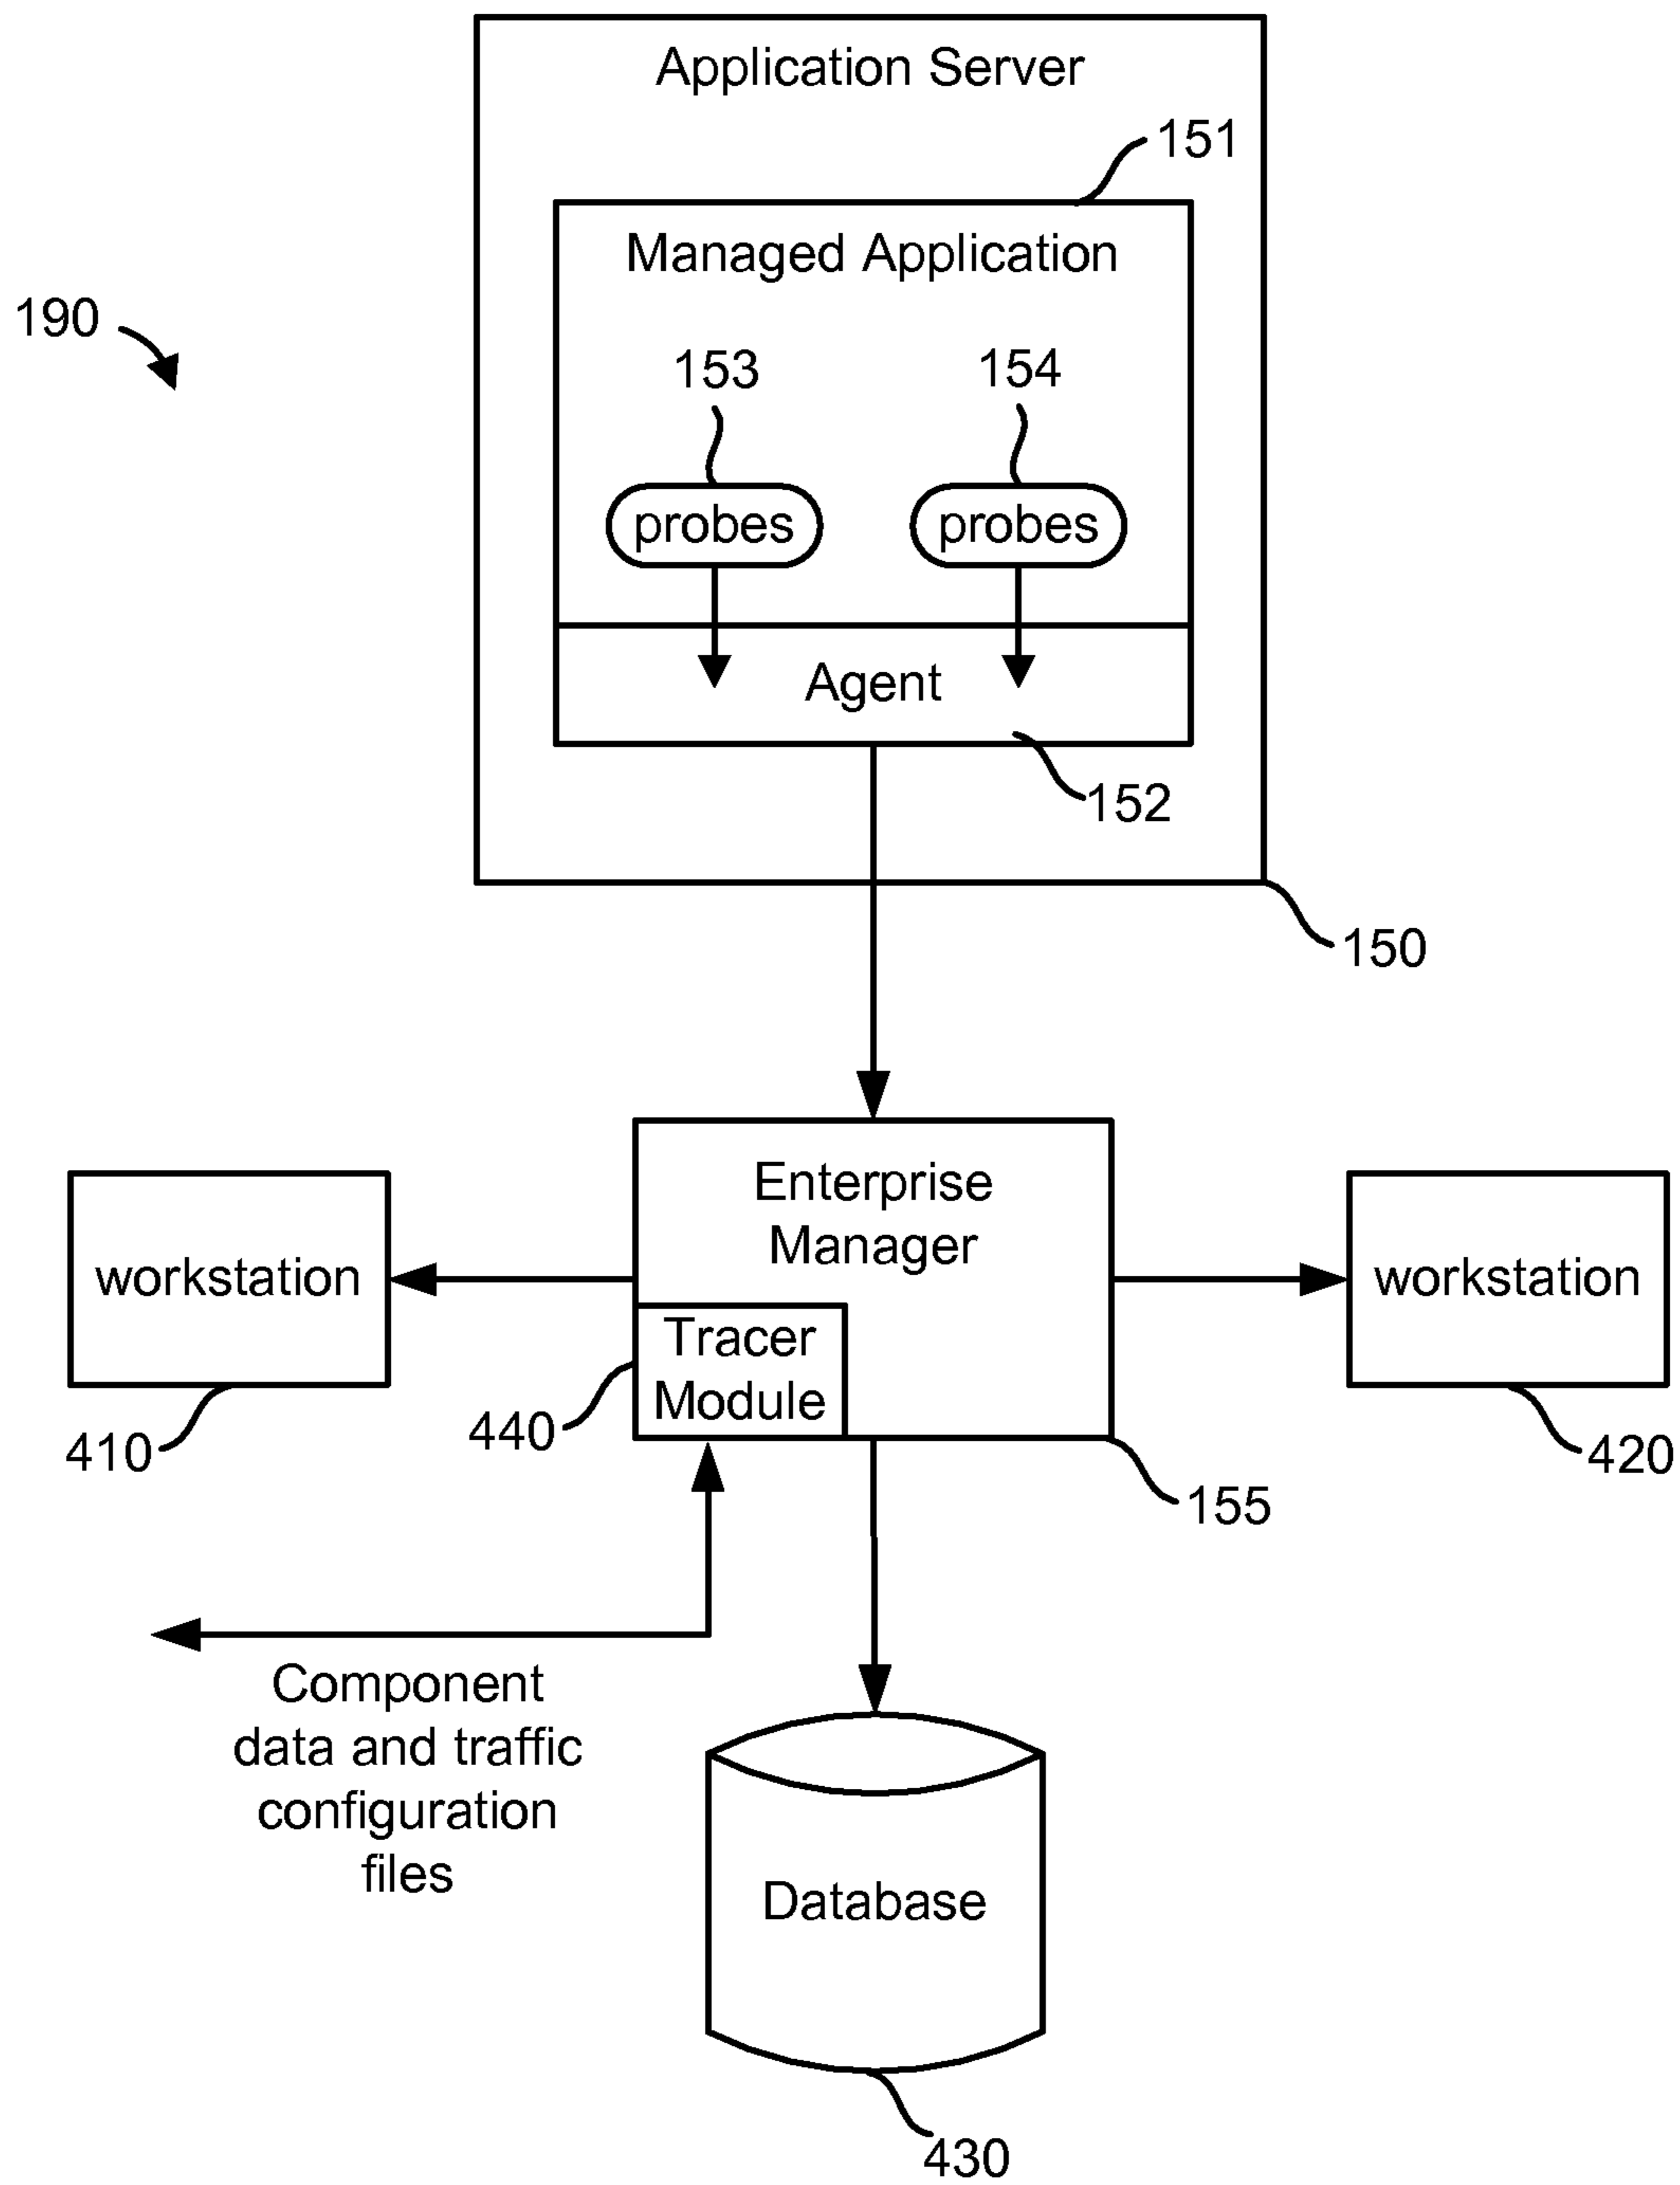 Application Server
151
Managed Application
190
153
154
probes
probes
Agent
152
150
Enterprise
Manager
workstation
workstation
Tracer
Module
410
440
420
155
Component
data and traffic
configuration
files
Database
430